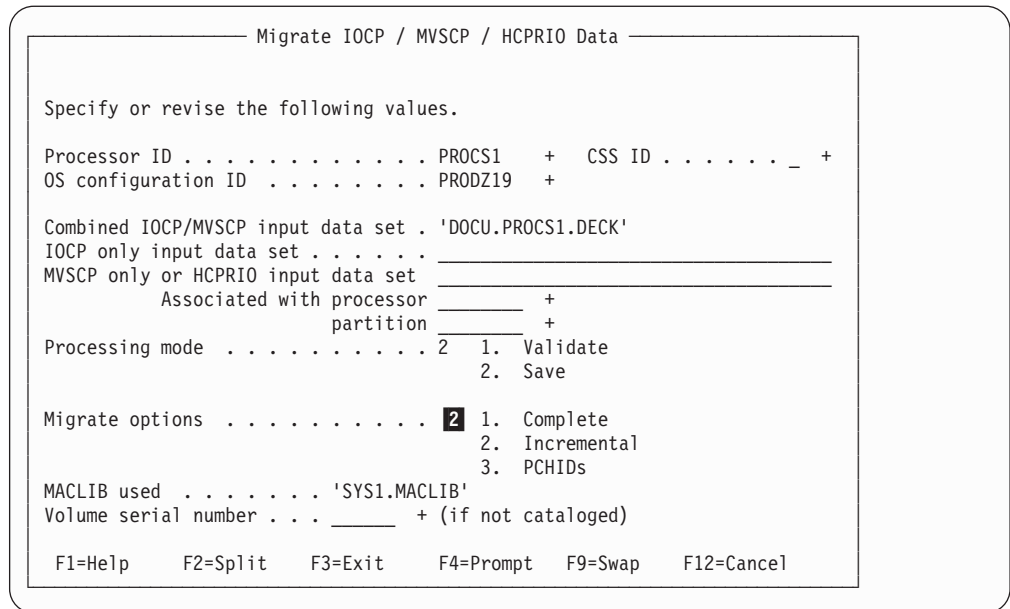 Migrate IOCP / MVSCP / HCPRIO Data
Specify or revise the following values.
Processor ID . . . . . . . . . . . . PROCS1 + CSS ID . . . . . . _ +
OS configuration ID . . . . . . . . PRODZ19 +
Combined IOCP/MVSCP input data set . 'DOCU.PROCS1.DECK'
IOCP only input data set . . . . . . _____________________________________
MVSCP only or HCPRIO input data set _____________________________________
Associated with processor ________ +
partition ________ +
Processing mode . . . . . . . . . . 2 1. Validate
2. Save
Migrate options . . . . . . . . . . 2 1. Complete
2. Incremental
3. PCHIDs
MACLIB used . . . . . . . 'SYS1.MACLIB'
Volume serial number . . . ______ + (if not cataloged)
F1=Help F2=Split F3=Exit F4=Prompt F9=Swap F12=Cancel